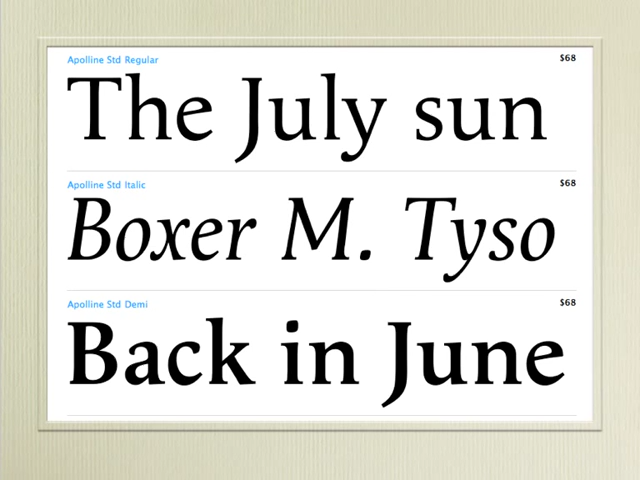 Apolline Std Regular $68
The July sun
Apolline Std Italic $68
Boxer M. Tyso
Apolline Std Demi $68
Back in June